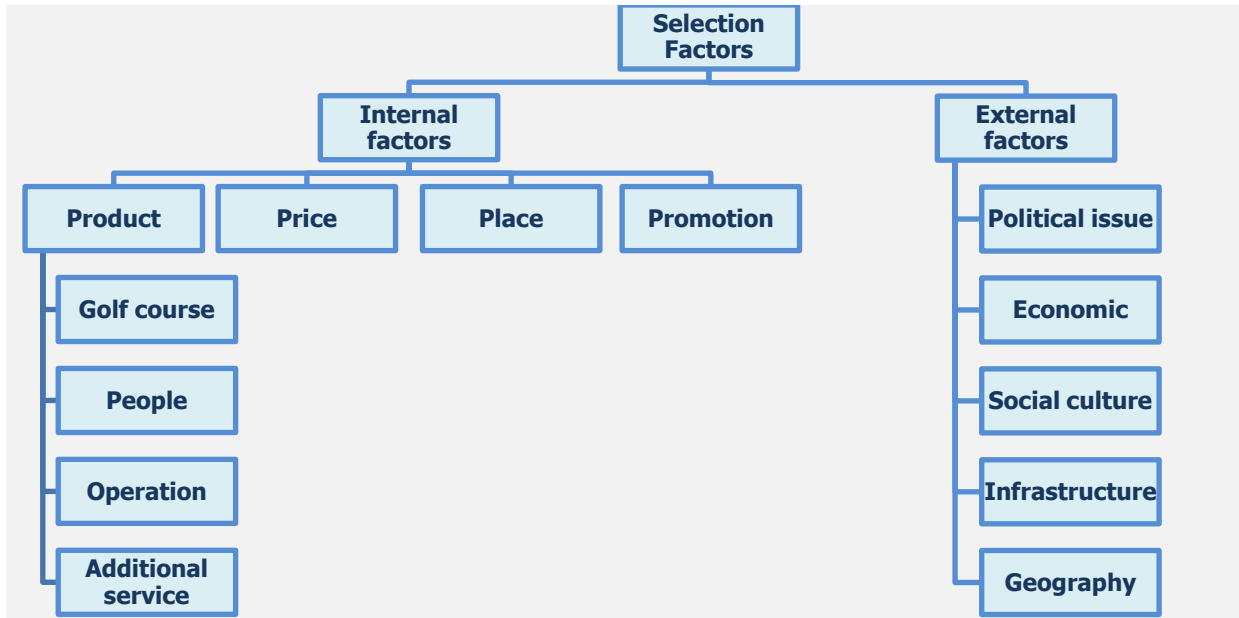 Selection
Factors
Internal
factors
External
factors
Product
Price
Place
Promotion
Political issue
Golf course
Economic
People
Social culture
Operation
Infrastructure
Additional
service
Geography